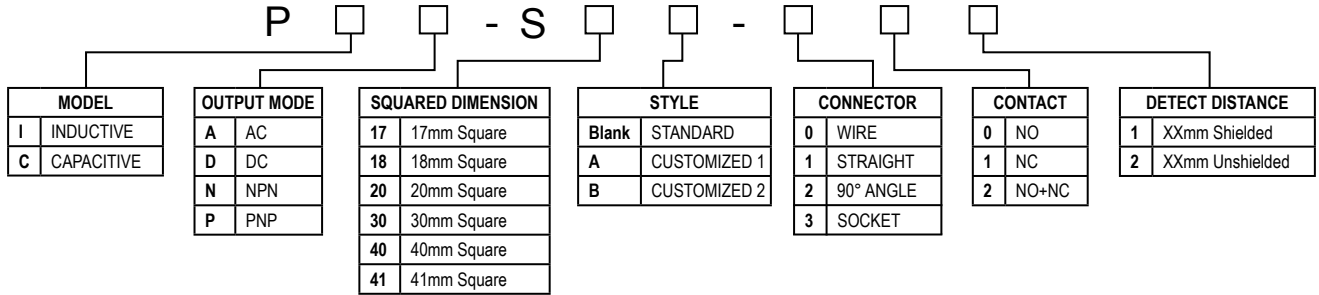 P □ □ - S □ □ - □ □ □
MODEL
I INDUCTIVE
C CAPACITIVE
OUTPUT MODE
A AC
D DC
N NPN
P PNP
SQUARED DIMENSION
17 17mm Square
18 18mm Square
20 20mm Square
30 30mm Square
40 40mm Square
41 41mm Square
STYLE
Blank STANDARD
A CUSTOMIZED 1
B CUSTOMIZED 2
CONNECTOR
0 WIRE
1 STRAIGHT
2 90° ANGLE
3 SOCKET
CONTACT
0 NO
1 NC
2 NO+NC
DETECT DISTANCE
1 XXmm Shielded
2 XXmm Unshielded